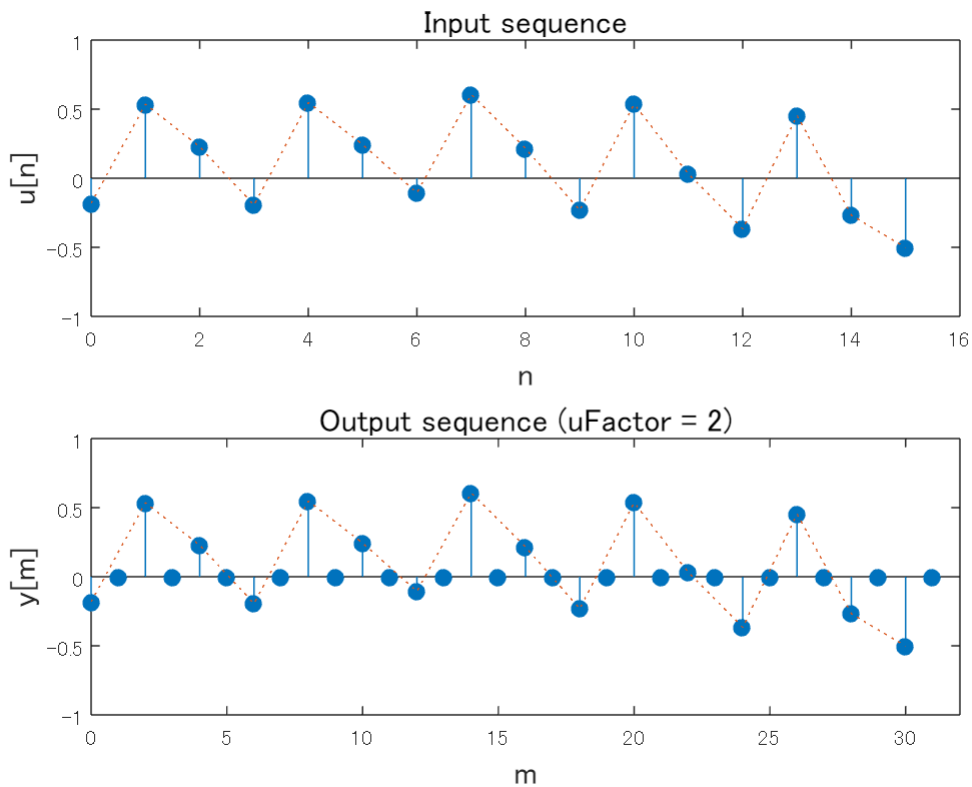 Input sequence
1
0.5
0
-0.5
-1
u[n]
0 2 4 6 8 10 12 14 16
n
Output sequence (uFactor = 2)
1
0.5
0
-0.5
-1
y[m]
0 5 10 15 20 25 30
m